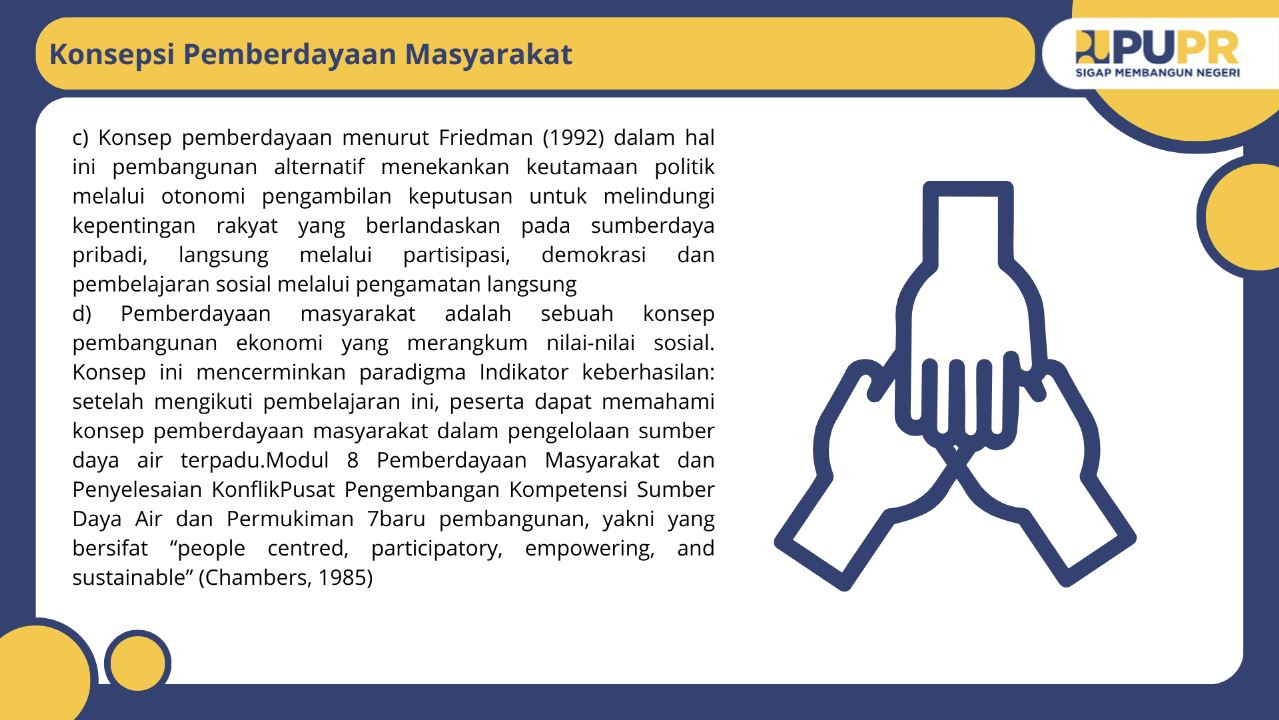 Konsepsi Pemberdayaan Masyarakat
PUPR
SIGAP MEMBANGUN NEGERI
c) Konsep pemberdayaan menurut Friedman (1992) dalam hal
ini pembangunan alternatif menekankan keutamaan politik
melalui otonomi pengambilan keputusan untuk melindungi
kepentingan rakyat yang berlandaskan pada sumberdaya
pribadi, langsung melalui partisipasi, demokrasi dan
pembelajaran sosial melalui pengamatan langsung
d) Pemberdayaan masyarakat adalah sebuah konsep
pembangunan ekonomi yang merangkum nilai-nilai sosial.
Konsep ini mencerminkan paradigma Indikator keberhasilan:
setelah mengikuti pembelajaran ini, peserta dapat memahami
konsep pemberdayaan masyarakat dalam pengelolaan sumber
daya air terpadu.Modul 8 Pemberdayaan Masyarakat dan
Penyelesaian KonflikPusat Pengembangan Kompetensi Sumber
Daya Air dan Permukiman 7baru pembangunan, yakni yang
bersifat “people centred, participatory, empowering, and
sustainable” (Chambers, 1985)